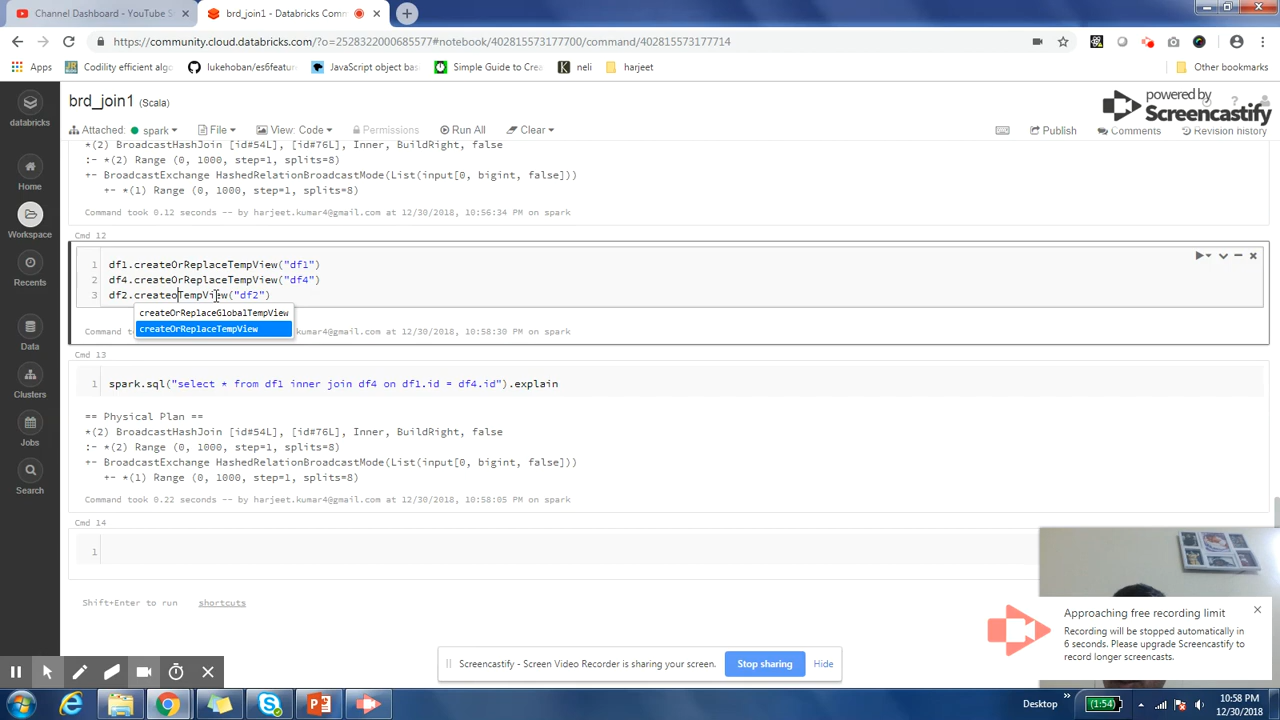 Channel Dashboard - YouTube S
brd_join1 - Databricks Comm
https://community.cloud.databricks.com/?o=2528322000685577#notebook/402815573177700/command/402815573177714
Apps
Codility efficient algo
lukehoban/es6featur
JavaScript object bas
Simple Guide to Cre
neli
harjeet
Other bookmarks
powered by
Screencastify
databricks
brd_join1 (Scala)
Attached: spark
File
View: Code
Permissions
Run All
Clear
Publish
Comments
Revision history
Home
Workspace
Recents
Data
Clusters
Jobs
Search
*(2) BroadcastHashJoin [id#54L], [id#76L], Inner, BuildRight, false
:- *(2) Range (0, 1000, step=1, splits=8)
+- BroadcastExchange HashedRelationBroadcastMode(List(input[0, bigint, false]))
+- *(1) Range (0, 1000, step=1, splits=8)
Command took 0.12 seconds -- by harjeet.kumar4@gmail.com at 12/30/2018, 10:56:34 PM on spark
Cmd 12
1 df1.createOrReplaceTempView("df1")
2 df4.createOrReplaceTempView("df4")
3 df2.createoTempView("df2")
createOrReplaceGlobalTempView
createOrReplaceTempView
Command to
kumar4@gmail.com at 12/30/2018, 10:58:30 PM on spark
Cmd 13
1 spark.sql("select * from df1 inner join df4 on df1.id = df4.id").explain
== Physical Plan ==
*(2) BroadcastHashJoin [id#54L], [id#76L], Inner, BuildRight, false
:- *(2) Range (0, 1000, step=1, splits=8)
+- BroadcastExchange HashedRelationBroadcastMode(List(input[0, bigint, false]))
+- *(1) Range (0, 1000, step=1, splits=8)
Command took 0.22 seconds -- by harjeet.kumar4@gmail.com at 12/30/2018, 10:58:05 PM on spark
Cmd 14
1
Shift+Enter to run shortcuts
Approaching free recording limit
Recording will be stopped automatically in
6 seconds. Please upgrade Screencastify to
record longer screencasts.
Screencastify - Screen Video Recorder is sharing your screen.
Stop sharing
Hide
Desktop
(1:54)
10:58 PM
12/30/2018